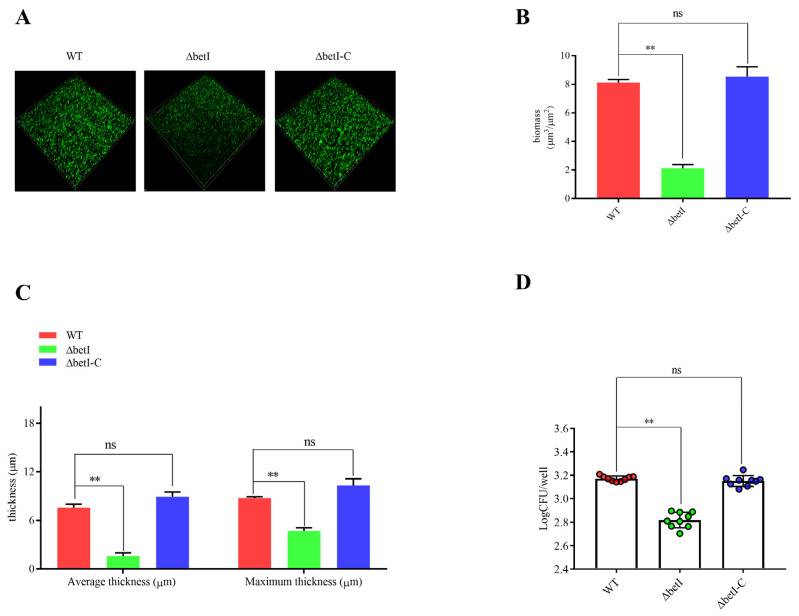 A
WT
ΔbetI
ΔbetI-C
B
ns
**
10
8
6
4
2
0
biomass
(μm³/μm²)
WT
ΔbetI
ΔbetI-C
C
WT
ΔbetI
ΔbetI-C
18
12
6
0
thickness (μm)
ns
**
ns
**
Average thickness (μm)
Maximum thickness (μm)
D
ns
**
3.6
3.2
3.0
2.8
2.6
2.4
LogCFU/well
WT
ΔbetI
ΔbetI-C